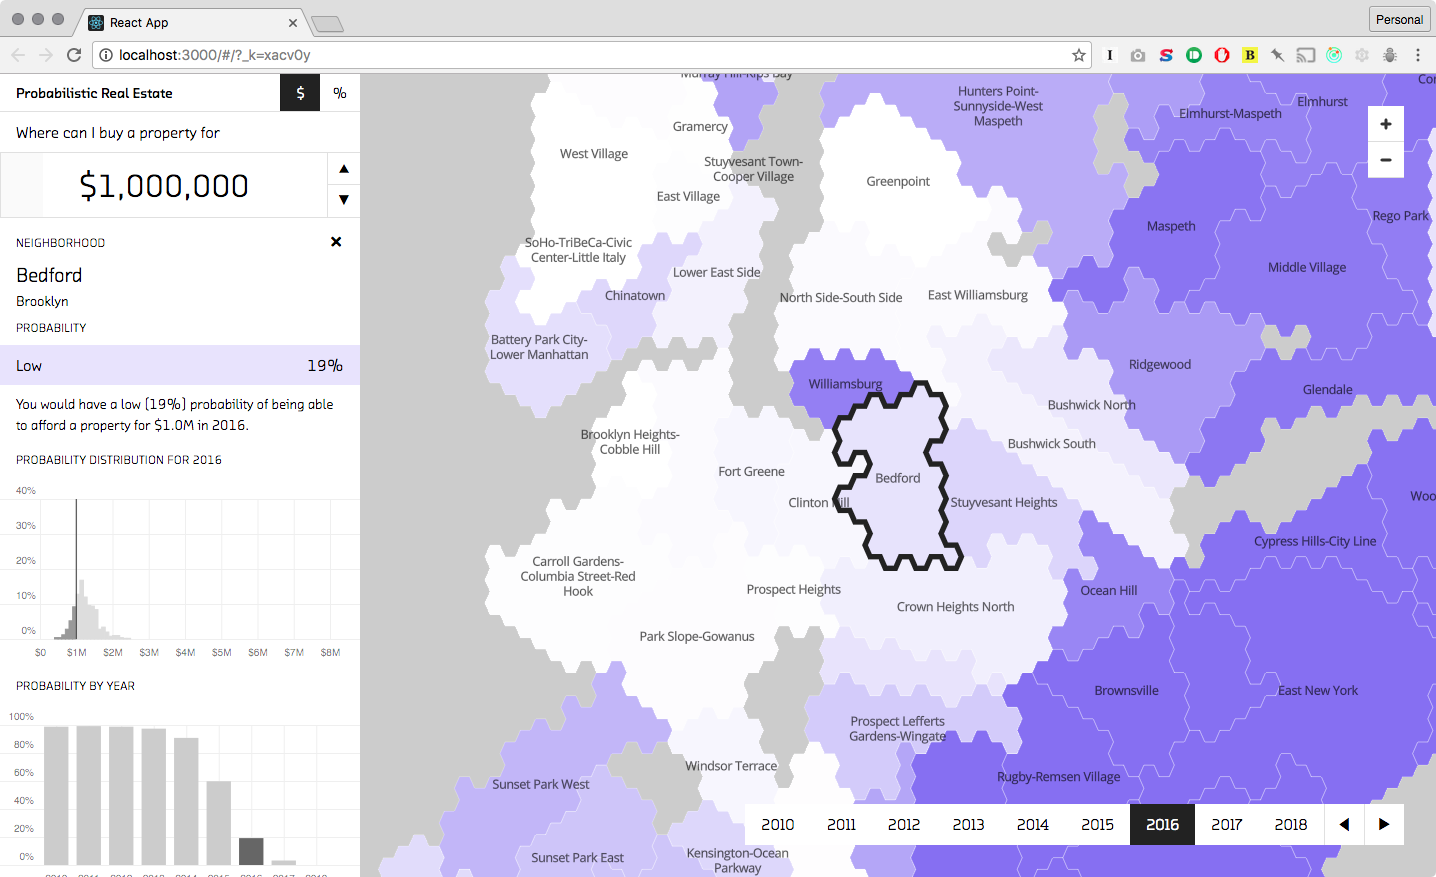 React App
Personal
localhost:3000/#/?_k=xacv0y
Probabilistic Real Estate
$
%
Where can I buy a property for
$1,000,000
NEIGHBORHOOD
Bedford
Brooklyn
PROBABILITY
Low
19%
You would have a low (19%) probability of being able
to afford a property for $1.0M in 2016.
PROBABILITY DISTRIBUTION FOR 2016
40%
30%
20%
10%
0%
$0 $1M $2M $3M $4M $5M $6M $7M $8M
PROBABILITY BY YEAR
100%
80%
60%
40%
20%
0%
Murray Hill-Kips Bay
Gramercy
West Village
Stuyvesant Town-
Cooper Village
East Village
SoHo-TriBeCa-Civic
Center-Little Italy
Lower East Side
Chinatown
Battery Park City-
Lower Manhattan
Hunters Point-
Sunnyside-West
Maspeth
Elmhurst-Maspeth
Elmhurst
Greenpoint
Maspeth
Rego Park
Middle Village
North Side-South Side
East Williamsburg
Ridgewood
Glendale
Williamsburg
Bushwick North
Bushwick South
Brooklyn Heights-
Cobble Hill
Fort Greene
Clinton Hill
Bedford
Stuyvesant Heights
Woo
Cypress Hills-City Line
Carroll Gardens-
Columbia Street-Red
Hook
Prospect Heights
Crown Heights North
Ocean Hill
Park Slope-Gowanus
Brownsville
East New York
Prospect Lefferts
Gardens-Wingate
Windsor Terrace
Rugby-Remsen Village
Sunset Park West
Sunset Park East
Kensington-Ocean
Parkway
+
−
2010 2011 2012 2013 2014 2015 2016 2017 2018